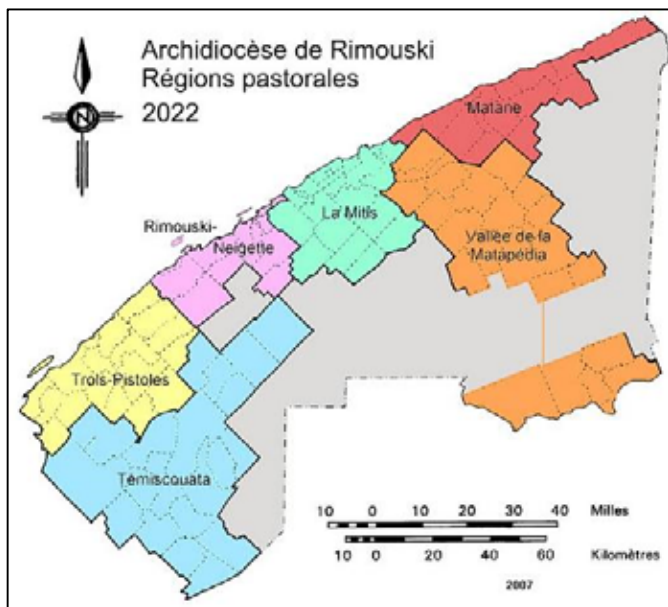 Archidiocèse de Rimouski
Régions pastorales
2022
N
Matane
La Mitis
Rimouski-
Neigette
Vallée de la
Matapédia
Trois-Pistoles
Témiscouata
10 0 10 20 30 40 Milles
10 0 20 40 60 Kilomètres
2007